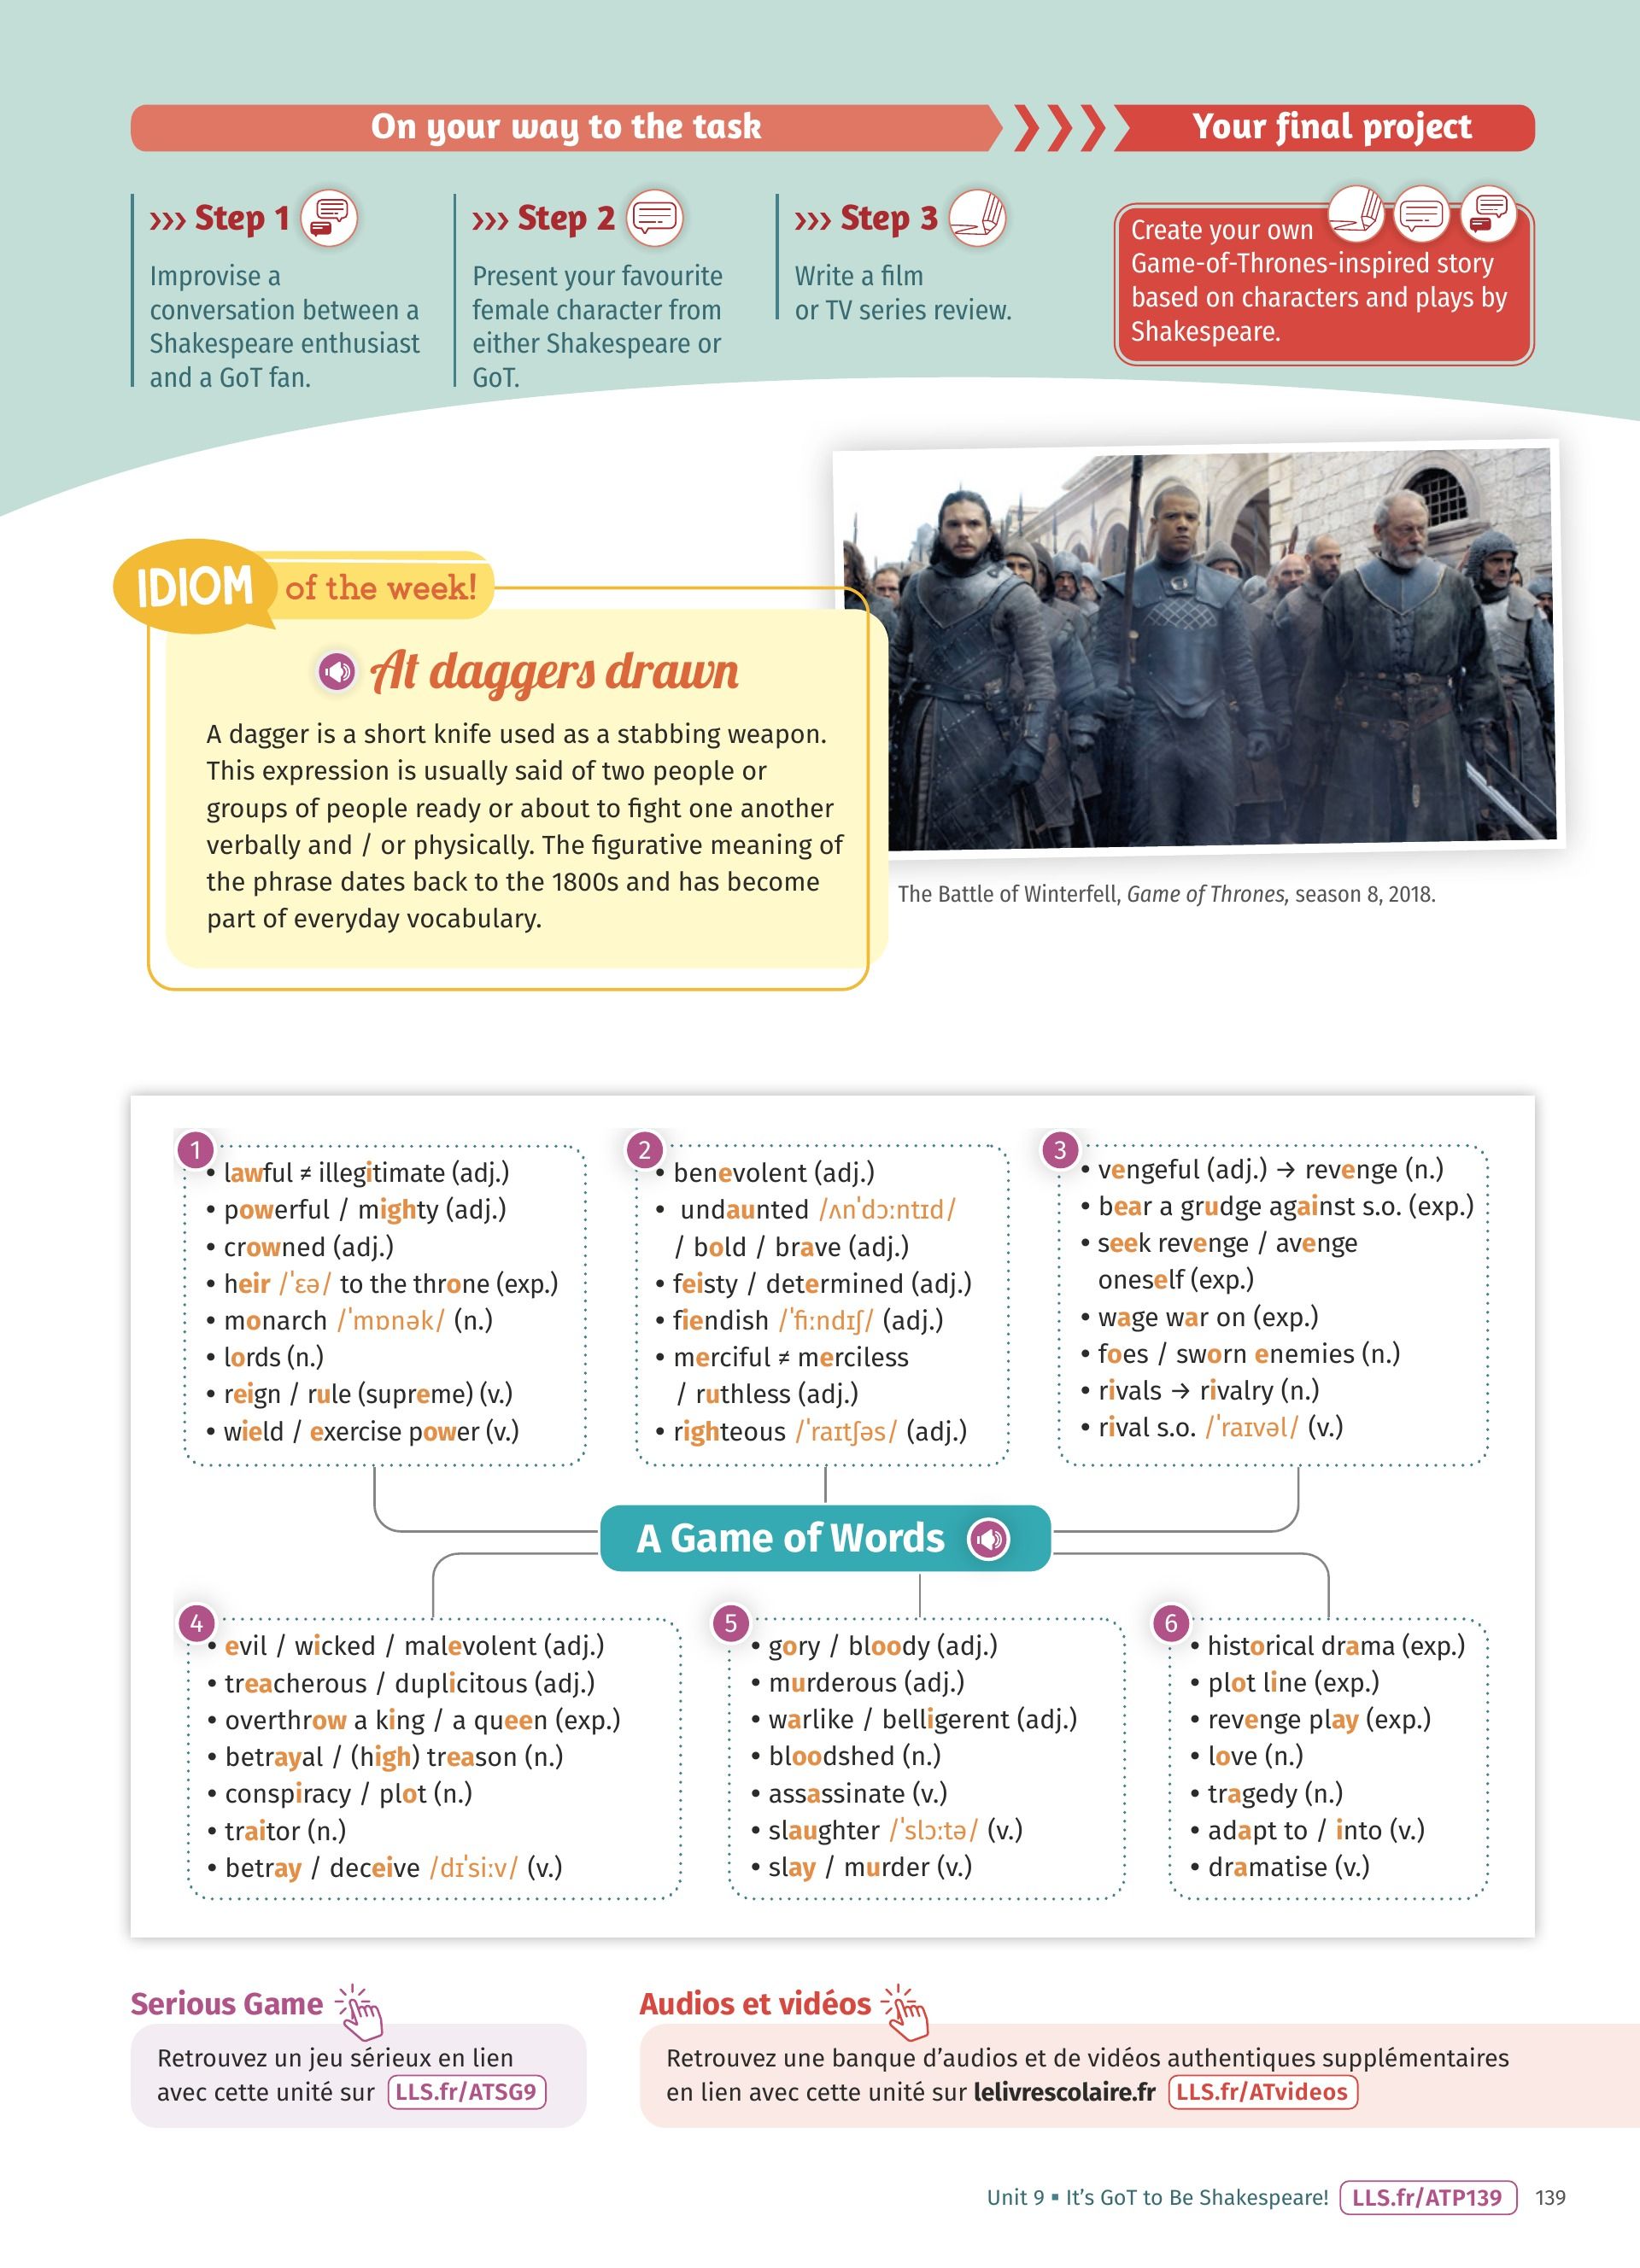 On your way to the task
Your final project
››› Step 1
Improvise a
conversation between a
Shakespeare enthusiast
and a GoT fan.
››› Step 2
Present your favourite
female character from
either Shakespeare or
GoT.
››› Step 3
Write a film
or TV series review.
Create your own
Game-of-Thrones-inspired story
based on characters and plays by
Shakespeare.
IDIOM of the week!
At daggers drawn
A dagger is a short knife used as a stabbing weapon.
This expression is usually said of two people or
groups of people ready or about to fight one another
verbally and / or physically. The figurative meaning of
the phrase dates back to the 1800s and has become
part of everyday vocabulary.
The Battle of Winterfell, Game of Thrones, season 8, 2018.
1
• lawful ≠ illegitimate (adj.)
• powerful / mighty (adj.)
• crowned (adj.)
• heir /ˈɛə/ to the throne (exp.)
• monarch /ˈmɒnək/ (n.)
• lords (n.)
• reign / rule (supreme) (v.)
• wield / exercise power (v.)
2
• benevolent (adj.)
• undaunted /ʌnˈdɔːntɪd/
/ bold / brave (adj.)
• feisty / determined (adj.)
• fiendish /ˈfiːndɪʃ/ (adj.)
• merciful ≠ merciless
/ ruthless (adj.)
• righteous /ˈraɪtʃəs/ (adj.)
3
• vengeful (adj.) → revenge (n.)
• bear a grudge against s.o. (exp.)
• seek revenge / avenge
oneself (exp.)
• wage war on (exp.)
• foes / sworn enemies (n.)
• rivals → rivalry (n.)
• rival s.o. /ˈraɪvəl/ (v.)
A Game of Words
4
• evil / wicked / malevolent (adj.)
• treacherous / duplicitous (adj.)
• overthrow a king / a queen (exp.)
• betrayal / (high) treason (n.)
• conspiracy / plot (n.)
• traitor (n.)
• betray / deceive /dɪˈsiːv/ (v.)
5
• gory / bloody (adj.)
• murderous (adj.)
• warlike / belligerent (adj.)
• bloodshed (n.)
• assassinate (v.)
• slaughter /ˈslɔːtə/ (v.)
• slay / murder (v.)
6
• historical drama (exp.)
• plot line (exp.)
• revenge play (exp.)
• love (n.)
• tragedy (n.)
• adapt to / into (v.)
• dramatise (v.)
Serious Game
Retrouvez un jeu sérieux en lien
avec cette unité sur LLS.fr/ATSG9
Audios et vidéos
Retrouvez une banque d'audios et de vidéos authentiques supplémentaires
en lien avec cette unité sur lelivrescolaire.fr LLS.fr/ATvideos
Unit 9 ▪ It's GoT to Be Shakespeare! LLS.fr/ATP139 139